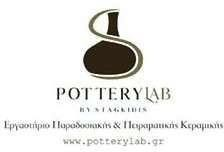 POTTERYLAB
BY STAGKIDIS
Εργαστήριο Παραδοσιακής & Πειραματικής Κεραμικής
www.potterylab.gr